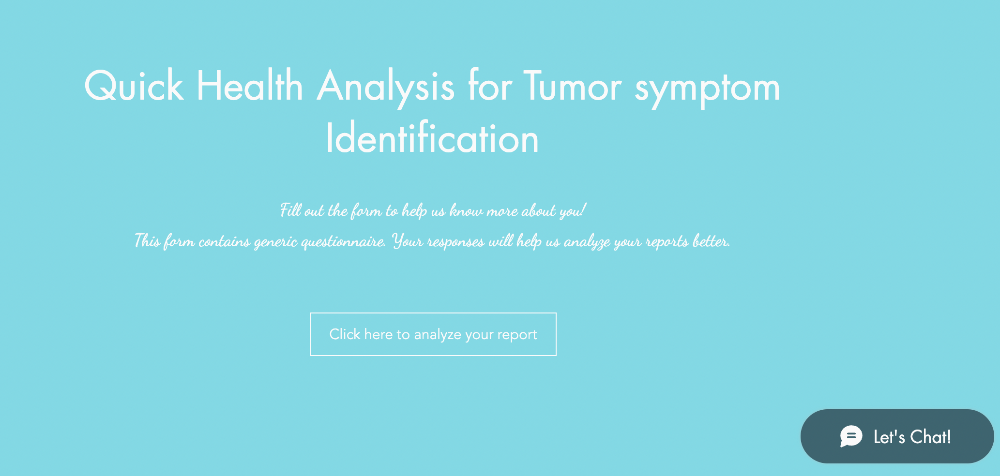 Quick Health Analysis for Tumor symptom
Identification
Fill out the form to help us know more about you!
This form contains generic questionnaire. Your responses will help us analyze your reports better.
Click here to analyze your report
Let's Chat!